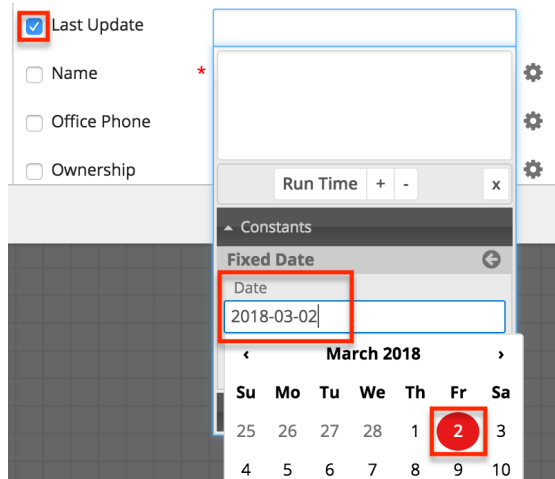 Last Update
Name *
Office Phone
Ownership
Run Time + - x
Constants
Fixed Date
Date
2018-03-02
‹ March 2018 ›
Su Mo Tu We Th Fr Sa
25 26 27 28 1 2 3
4 5 6 7 8 9 10